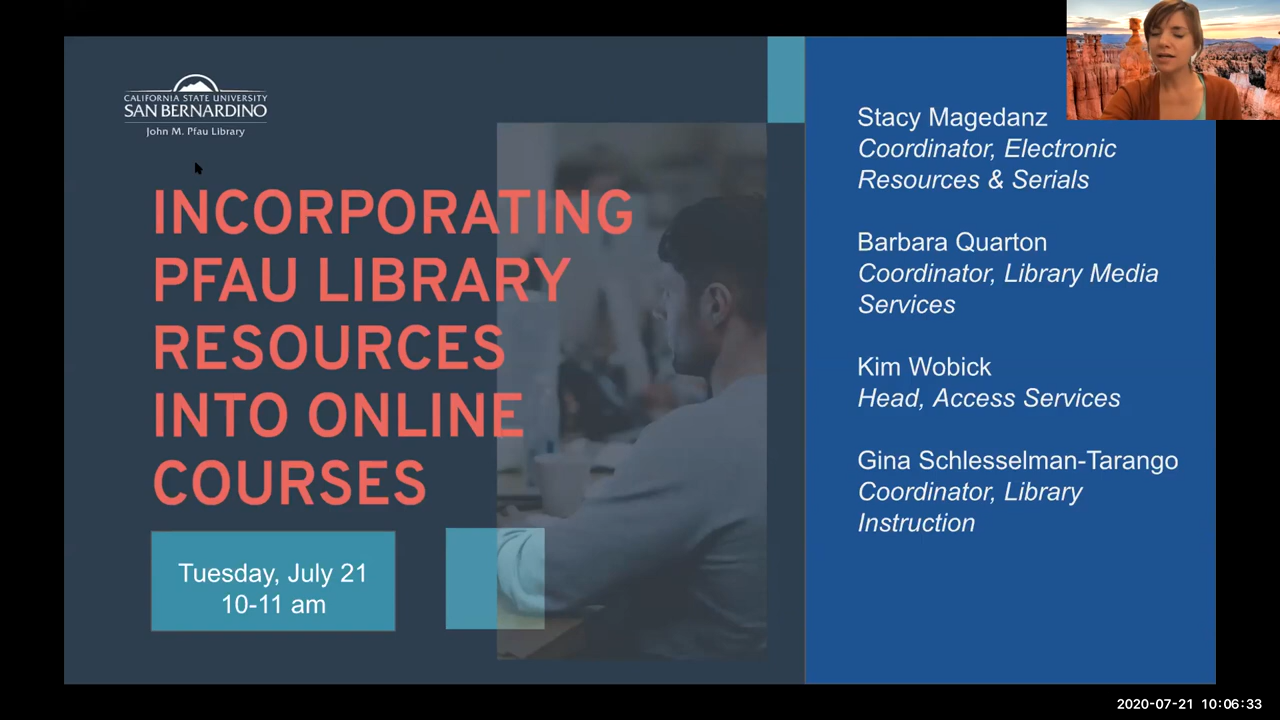 CALIFORNIA STATE UNIVERSITY
SAN BERNARDINO
John M. Pfau Library
INCORPORATING
PFAU LIBRARY
RESOURCES
INTO ONLINE
COURSES
Tuesday, July 21
10-11 am
Stacy Magedanz
Coordinator, Electronic
Resources & Serials
Barbara Quarton
Coordinator, Library Media
Services
Kim Wobick
Head, Access Services
Gina Schlesselman-Tarango
Coordinator, Library
Instruction
2020-07-21 10:06:33